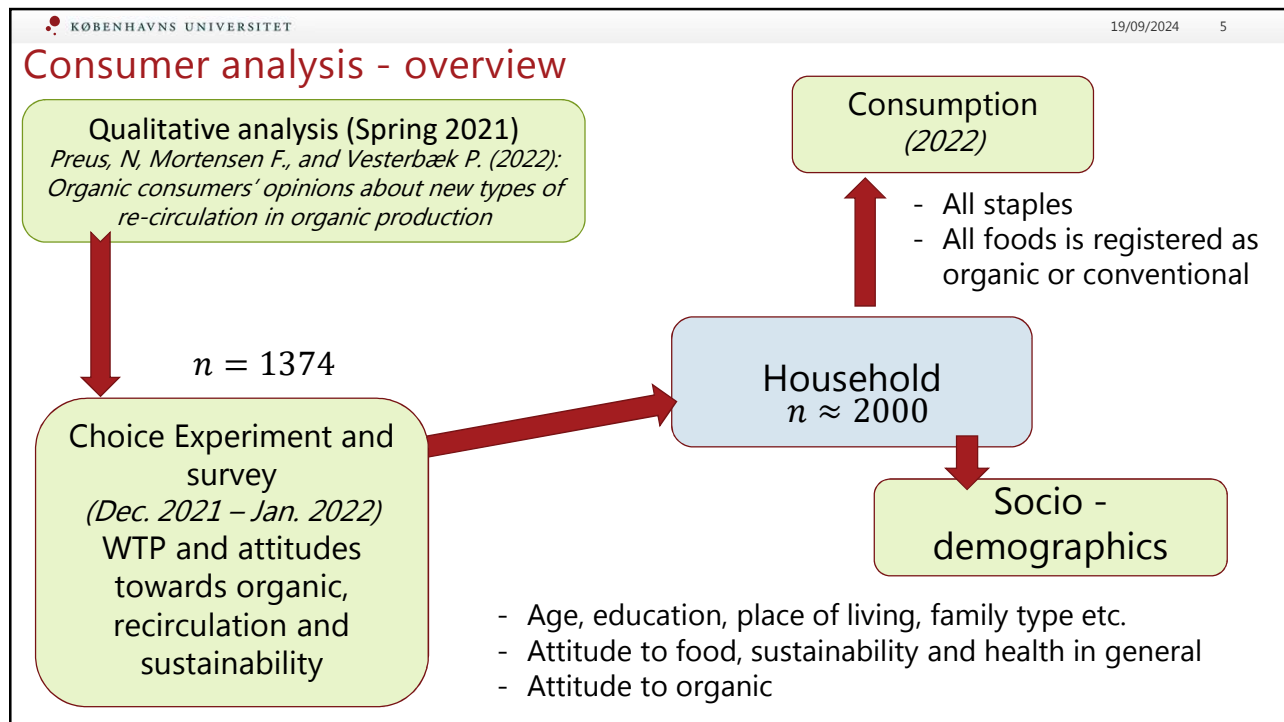 KØBENHAVNS UNIVERSITET
19/09/2024 5
Consumer analysis - overview
Qualitative analysis (Spring 2021)
Preus, N, Mortensen F., and Vesterbæk P. (2022):
Organic consumers’ opinions about new types of
re-circulation in organic production
n = 1374
Choice Experiment and
survey
(Dec. 2021 – Jan. 2022)
WTP and attitudes
towards organic,
recirculation and
sustainability
Consumption
(2022)
- All staples
- All foods is registered as
organic or conventional
Household
n ≈ 2000
Socio -
demographics
- Age, education, place of living, family type etc.
- Attitude to food, sustainability and health in general
- Attitude to organic